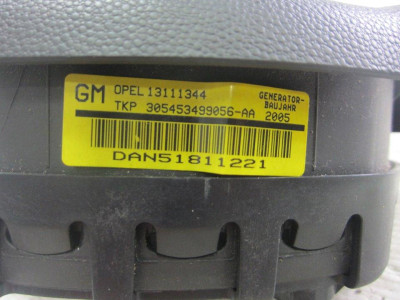 GM OPEL 13111344 GENERATOR-
TKP 305453499056-AA BAUJAHR
2005
DAN51811221